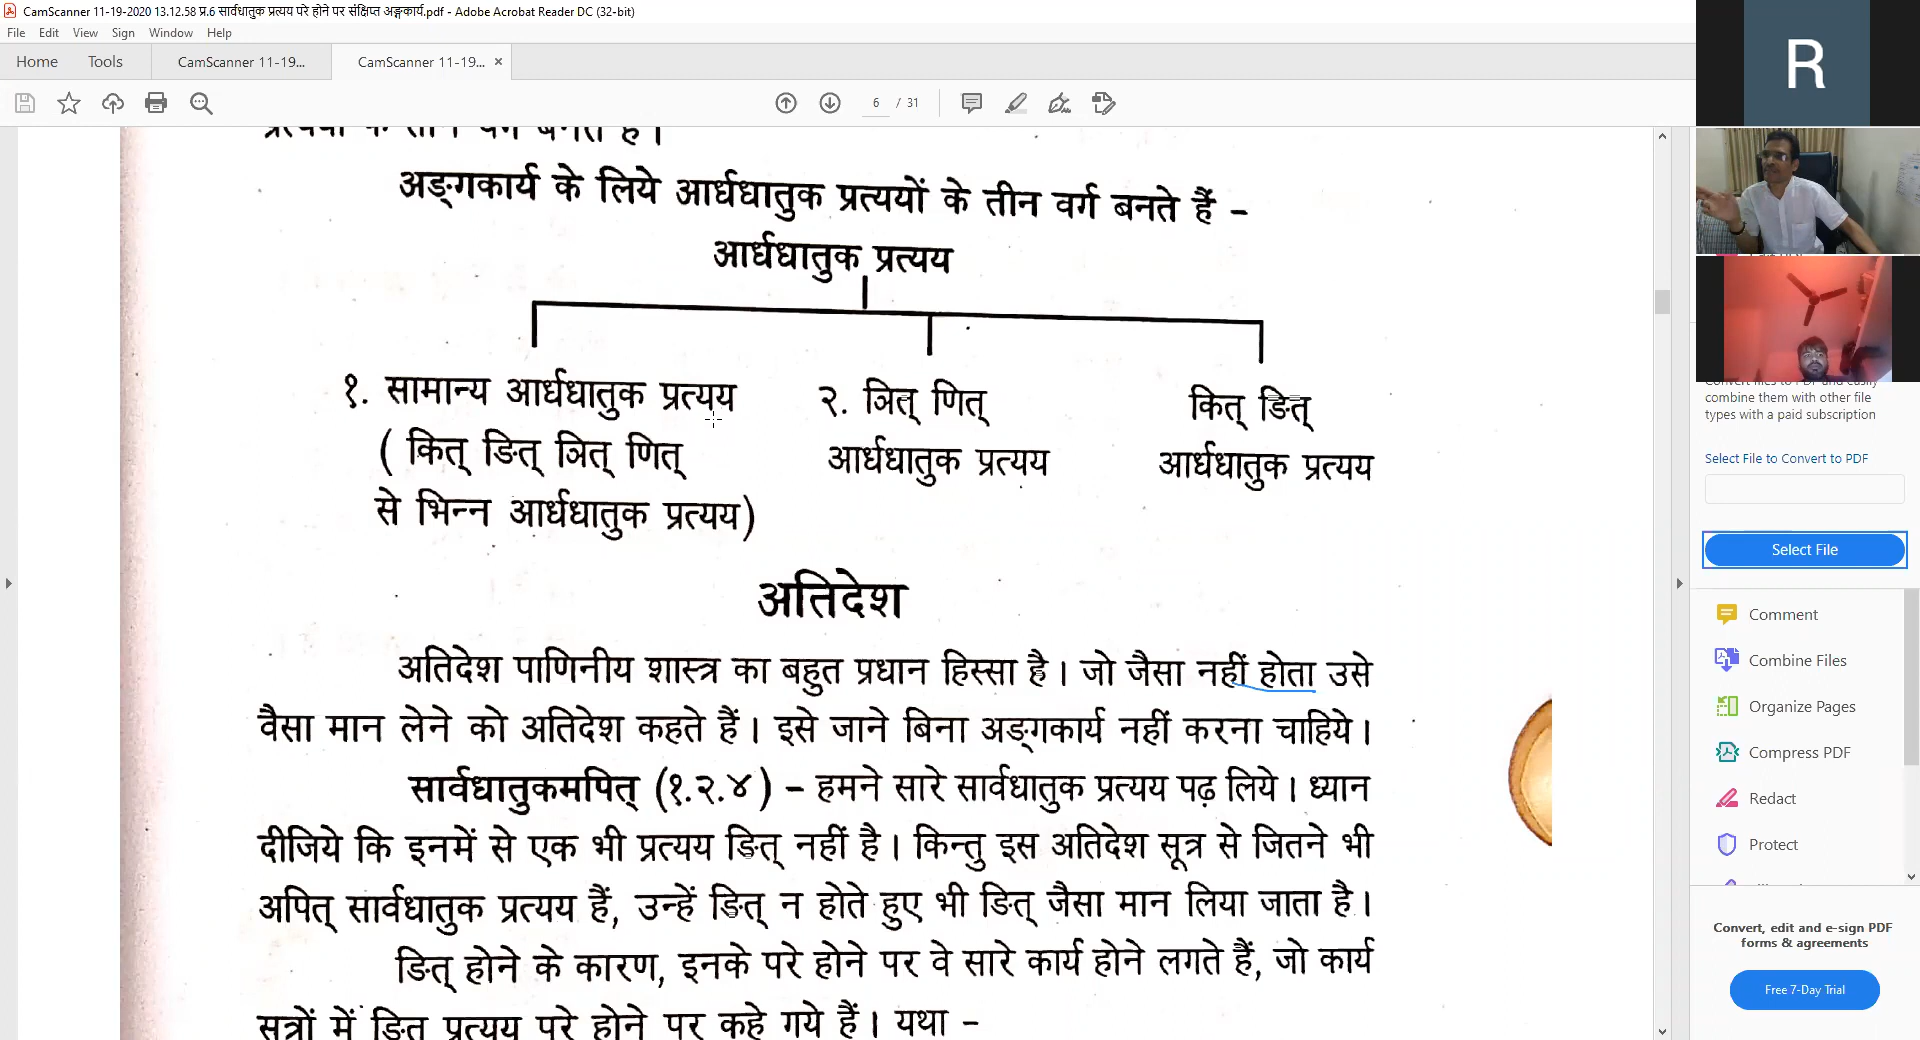 CamScanner 11-19-2020 13.12.58 प्र.6 सार्वधातुक प्रत्यय परे होने पर संक्षिप्त अङ्गकार्य.pdf - Adobe Acrobat Reader DC (32-bit)
File Edit View Sign Window Help
Home Tools CamScanner 11-19... CamScanner 11-19... ×
6 / 31
बनते हैं।
अङ्गकार्य के लिये आर्धधातुक प्रत्ययों के तीन वर्ग बनते हैं –
आर्धधातुक प्रत्यय
१. सामान्य आर्धधातुक प्रत्यय २. ञित् णित् कित् ङित्
( कित् ङित् ञित् णित् आर्धधातुक प्रत्यय आर्धधातुक प्रत्यय
से भिन्न आर्धधातुक प्रत्यय)
अतिदेश
अतिदेश पाणिनीय शास्त्र का बहुत प्रधान हिस्सा है। जो जैसा नहीं होता उसे
वैसा मान लेने को अतिदेश कहते हैं। इसे जाने बिना अङ्गकार्य नहीं करना चाहिये।
सार्वधातुकमपित् (१.२.४) – हमने सारे सार्वधातुक प्रत्यय पढ़ लिये। ध्यान
दीजिये कि इनमें से एक भी प्रत्यय ङित् नहीं है। किन्तु इस अतिदेश सूत्र से जितने भी
अपित् सार्वधातुक प्रत्यय हैं, उन्हें ङित् न होते हुए भी ङित् जैसा मान लिया जाता है।
ङित् होने के कारण, इनके परे होने पर वे सारे कार्य होने लगते हैं, जो कार्य
सूत्रों में ङित् प्रत्यय परे होने पर कहे गये हैं। यथा –
R
Convert files to PDF and easily
combine them with other file
types with a paid subscription
Select File to Convert to PDF
Select File
Comment
Combine Files
Organize Pages
Compress PDF
Redact
Protect
Convert, edit and e-sign PDF
forms & agreements
Free 7-Day Trial